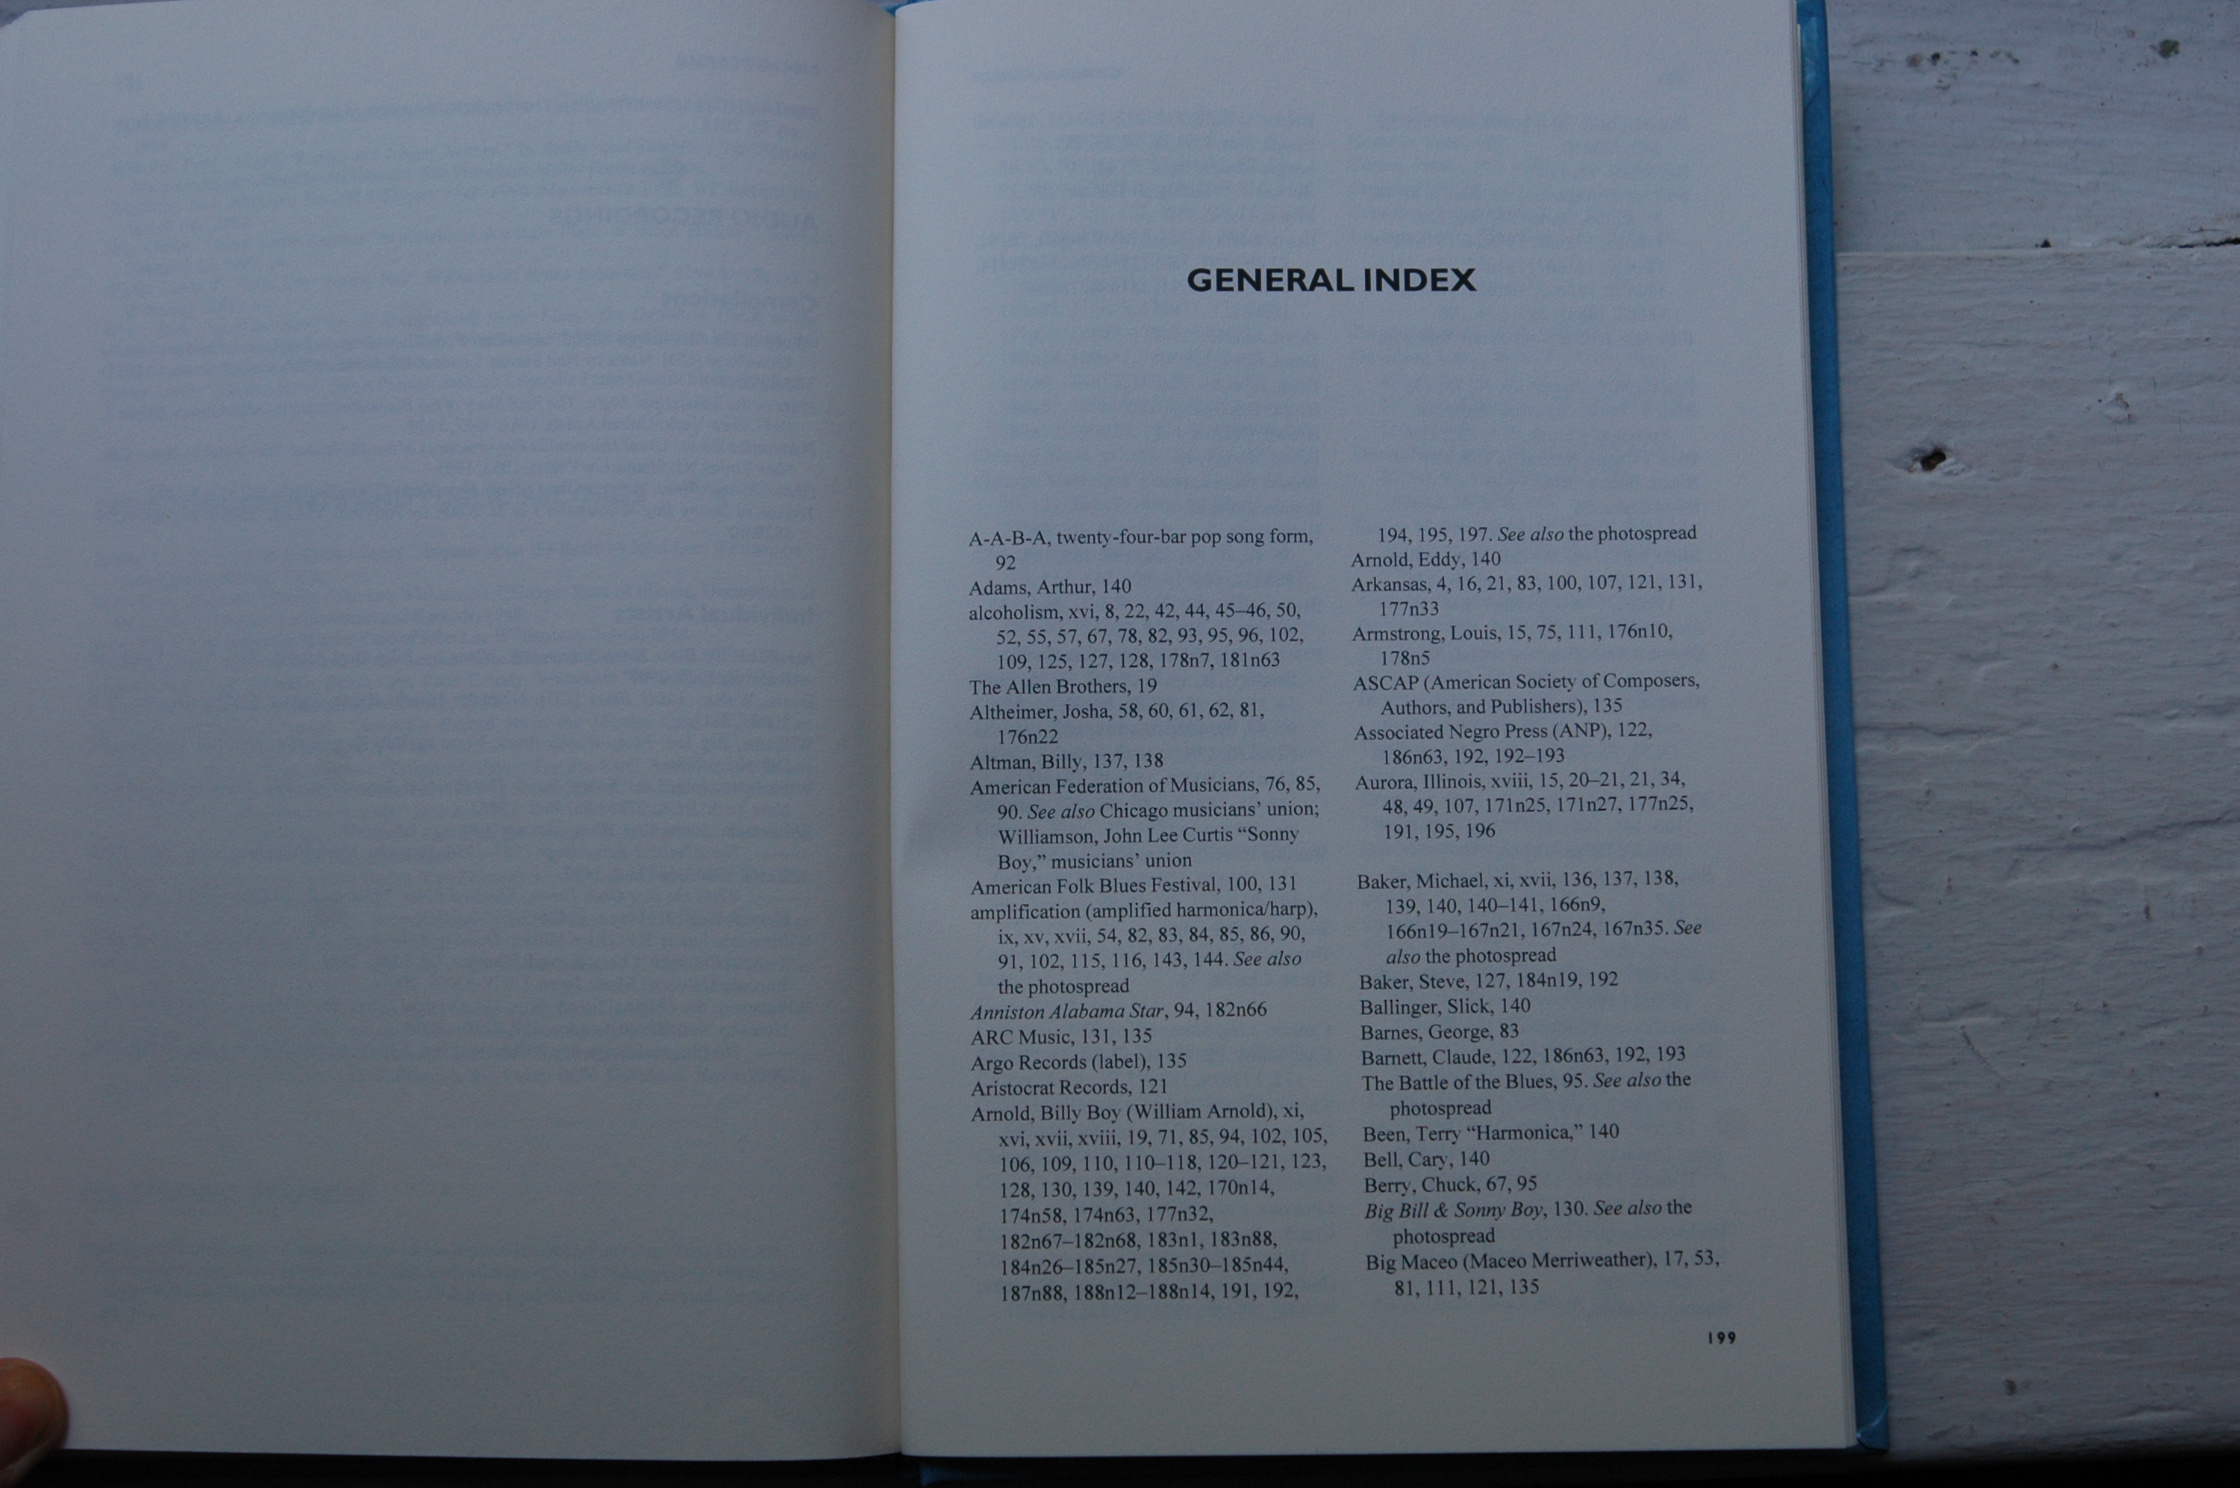 GENERAL INDEX
A-A-B-A, twenty-four-bar pop song form,
92
Adams, Arthur, 140
alcoholism, xvi, 8, 22, 42, 44, 45–46, 50,
52, 55, 57, 67, 78, 82, 93, 95, 96, 102,
109, 125, 127, 128, 178n7, 181n63
The Allen Brothers, 19
Altheimer, Josha, 58, 60, 61, 62, 81,
176n22
Altman, Billy, 137, 138
American Federation of Musicians, 76, 85,
90. See also Chicago musicians’ union;
Williamson, John Lee Curtis “Sonny
Boy,” musicians’ union
American Folk Blues Festival, 100, 131
amplification (amplified harmonica/harp),
ix, xv, xvii, 54, 82, 83, 84, 85, 86, 90,
91, 102, 115, 116, 143, 144. See also
the photospread
Anniston Alabama Star, 94, 182n66
ARC Music, 131, 135
Argo Records (label), 135
Aristocrat Records, 121
Arnold, Billy Boy (William Arnold), xi,
xvi, xvii, xviii, 19, 71, 85, 94, 102, 105,
106, 109, 110, 110–118, 120–121, 123,
128, 130, 139, 140, 142, 170n14,
174n58, 174n63, 177n32,
182n67–182n68, 183n1, 183n88,
184n26–185n27, 185n30–185n44,
187n88, 188n12–188n14, 191, 192,
194, 195, 197. See also the photospread
Arnold, Eddy, 140
Arkansas, 4, 16, 21, 83, 100, 107, 121, 131,
177n33
Armstrong, Louis, 15, 75, 111, 176n10,
178n5
ASCAP (American Society of Composers,
Authors, and Publishers), 135
Associated Negro Press (ANP), 122,
186n63, 192, 192–193
Aurora, Illinois, xviii, 15, 20–21, 21, 34,
48, 49, 107, 171n25, 171n27, 177n25,
191, 195, 196
Baker, Michael, xi, xvii, 136, 137, 138,
139, 140, 140–141, 166n9,
166n19–167n21, 167n24, 167n35. See
also the photospread
Baker, Steve, 127, 184n19, 192
Ballinger, Slick, 140
Barnes, George, 83
Barnett, Claude, 122, 186n63, 192, 193
The Battle of the Blues, 95. See also the
photospread
Been, Terry “Harmonica,” 140
Bell, Cary, 140
Berry, Chuck, 67, 95
Big Bill & Sonny Boy, 130. See also the
photospread
Big Maceo (Maceo Merriweather), 17, 53,
81, 111, 121, 135
199